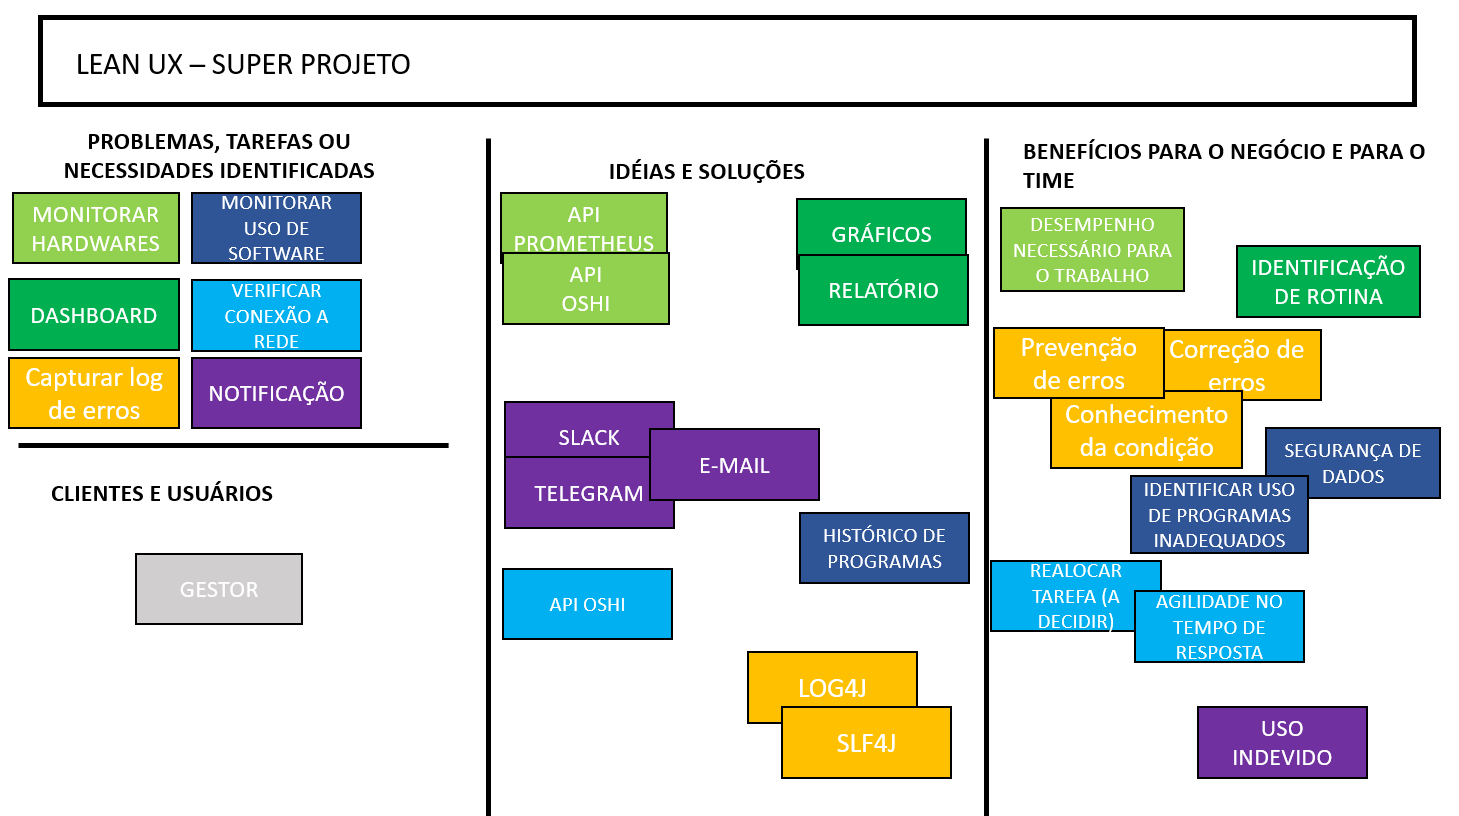 LEAN UX – SUPER PROJETO
PROBLEMAS, TAREFAS OU
NECESSIDADES IDENTIFICADAS
MONITORAR
HARDWARES
MONITORAR
USO DE
SOFTWARE
DASHBOARD
VERIFICAR
CONEXÃO A
REDE
Capturar log
de erros
NOTIFICAÇÃO
CLIENTES E USUÁRIOS
GESTOR
IDÉIAS E SOLUÇÕES
API
PROMETHEUS
API
OSHI
GRÁFICOS
RELATÓRIO
SLACK
TELEGRAM
E-MAIL
HISTÓRICO DE
PROGRAMAS
API OSHI
LOG4J
SLF4J
BENEFÍCIOS PARA O NEGÓCIO E PARA O
TIME
DESEMPENHO
NECESSÁRIO PARA
O TRABALHO
IDENTIFICAÇÃO
DE ROTINA
Prevenção
de erros
Correção de
erros
Conhecimento
da condição
SEGURANÇA DE
DADOS
IDENTIFICAR USO
DE PROGRAMAS
INADEQUADOS
REALOCAR
TAREFA (A
DECIDIR)
AGILIDADE NO
TEMPO DE
RESPOSTA
USO
INDEVIDO